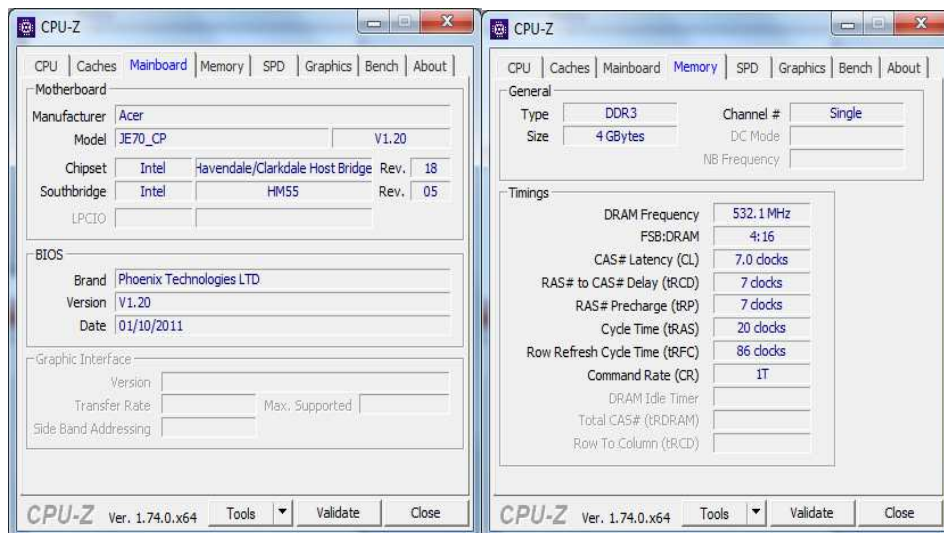 CPU-Z
CPU Caches Mainboard Memory SPD Graphics Bench About
Motherboard
Manufacturer Acer
Model JE70_CP V1.20
Chipset Intel Havendale/Clarkdale Host Bridge Rev. 18
Southbridge Intel HM55 Rev. 05
LPCIO
BIOS
Brand Phoenix Technologies LTD
Version V1.20
Date 01/10/2011
Graphic Interface
Version
Transfer Rate Max. Supported
Side Band Addressing
CPU-Z Ver. 1.74.0.x64 Tools Validate Close
CPU-Z
CPU Caches Mainboard Memory SPD Graphics Bench About
General
Type DDR3 Channel # Single
Size 4 GBytes DC Mode
NB Frequency
Timings
DRAM Frequency 532.1 MHz
FSB:DRAM 4:16
CAS# Latency (CL) 7.0 clocks
RAS# to CAS# Delay (tRCD) 7 clocks
RAS# Precharge (tRP) 7 clocks
Cycle Time (tRAS) 20 clocks
Row Refresh Cycle Time (tRFC) 86 clocks
Command Rate (CR) 1T
DRAM Idle Timer
Total CAS# (tRDRAM)
Row To Column (tRCD)
CPU-Z Ver. 1.74.0.x64 Tools Validate Close